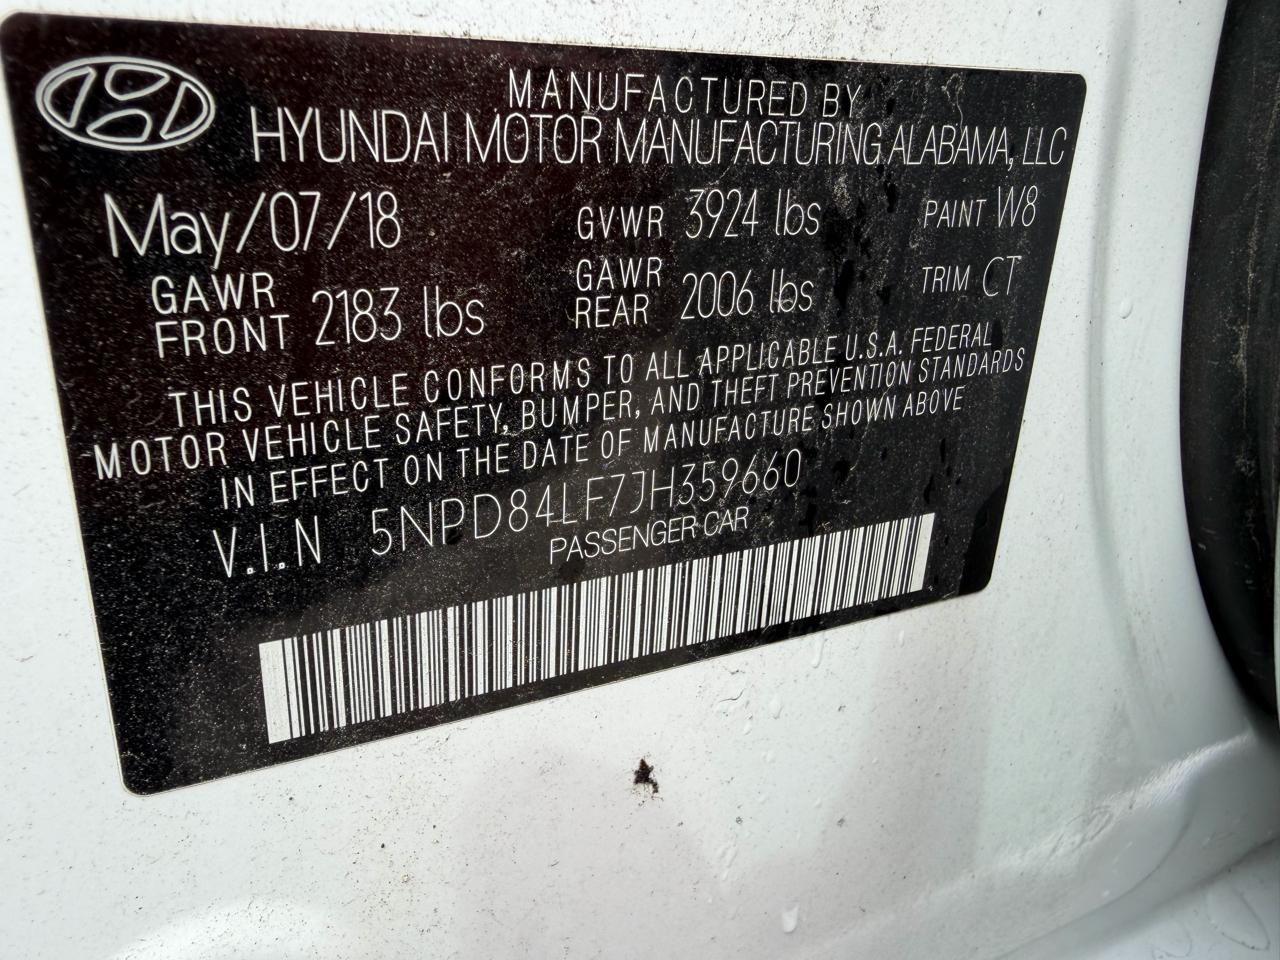 MANUFACTURED BY
HYUNDAI MOTOR MANUFACTURING ALABAMA, LLC
May/07/18 GVWR 3924 lbs PAINT W8
GAWR FRONT 2183 lbs GAWR REAR 2006 lbs TRIM CT
THIS VEHICLE CONFORMS TO ALL APPLICABLE U.S.A. FEDERAL
MOTOR VEHICLE SAFETY, BUMPER, AND THEFT PREVENTION STANDARDS
IN EFFECT ON THE DATE OF MANUFACTURE SHOWN ABOVE
V.I.N 5NPD84LF7JH359660
PASSENGER CAR